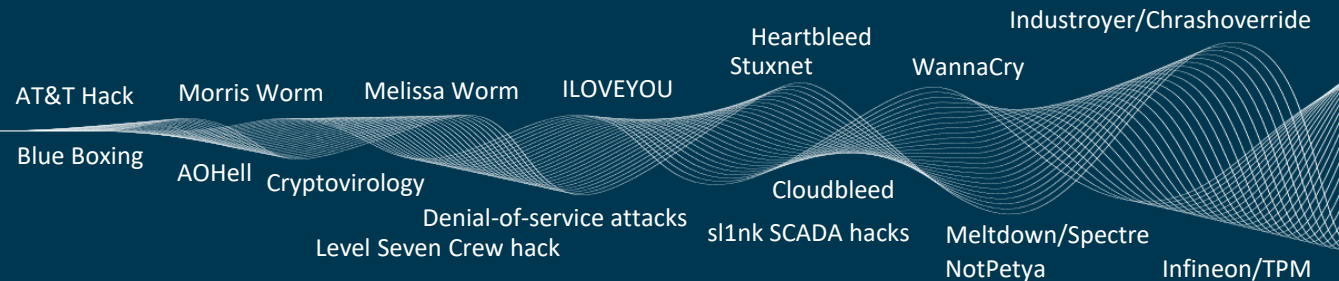 Industroyer/Chrashoverride
Heartbleed
Stuxnet
WannaCry
AT&T Hack
Morris Worm
Melissa Worm
ILOVEYOU
Blue Boxing
AOHell
Cryptovirology
Cloudbleed
Denial-of-service attacks
sl1nk SCADA hacks
Level Seven Crew hack
Meltdown/Spectre
NotPetya
Infineon/TPM